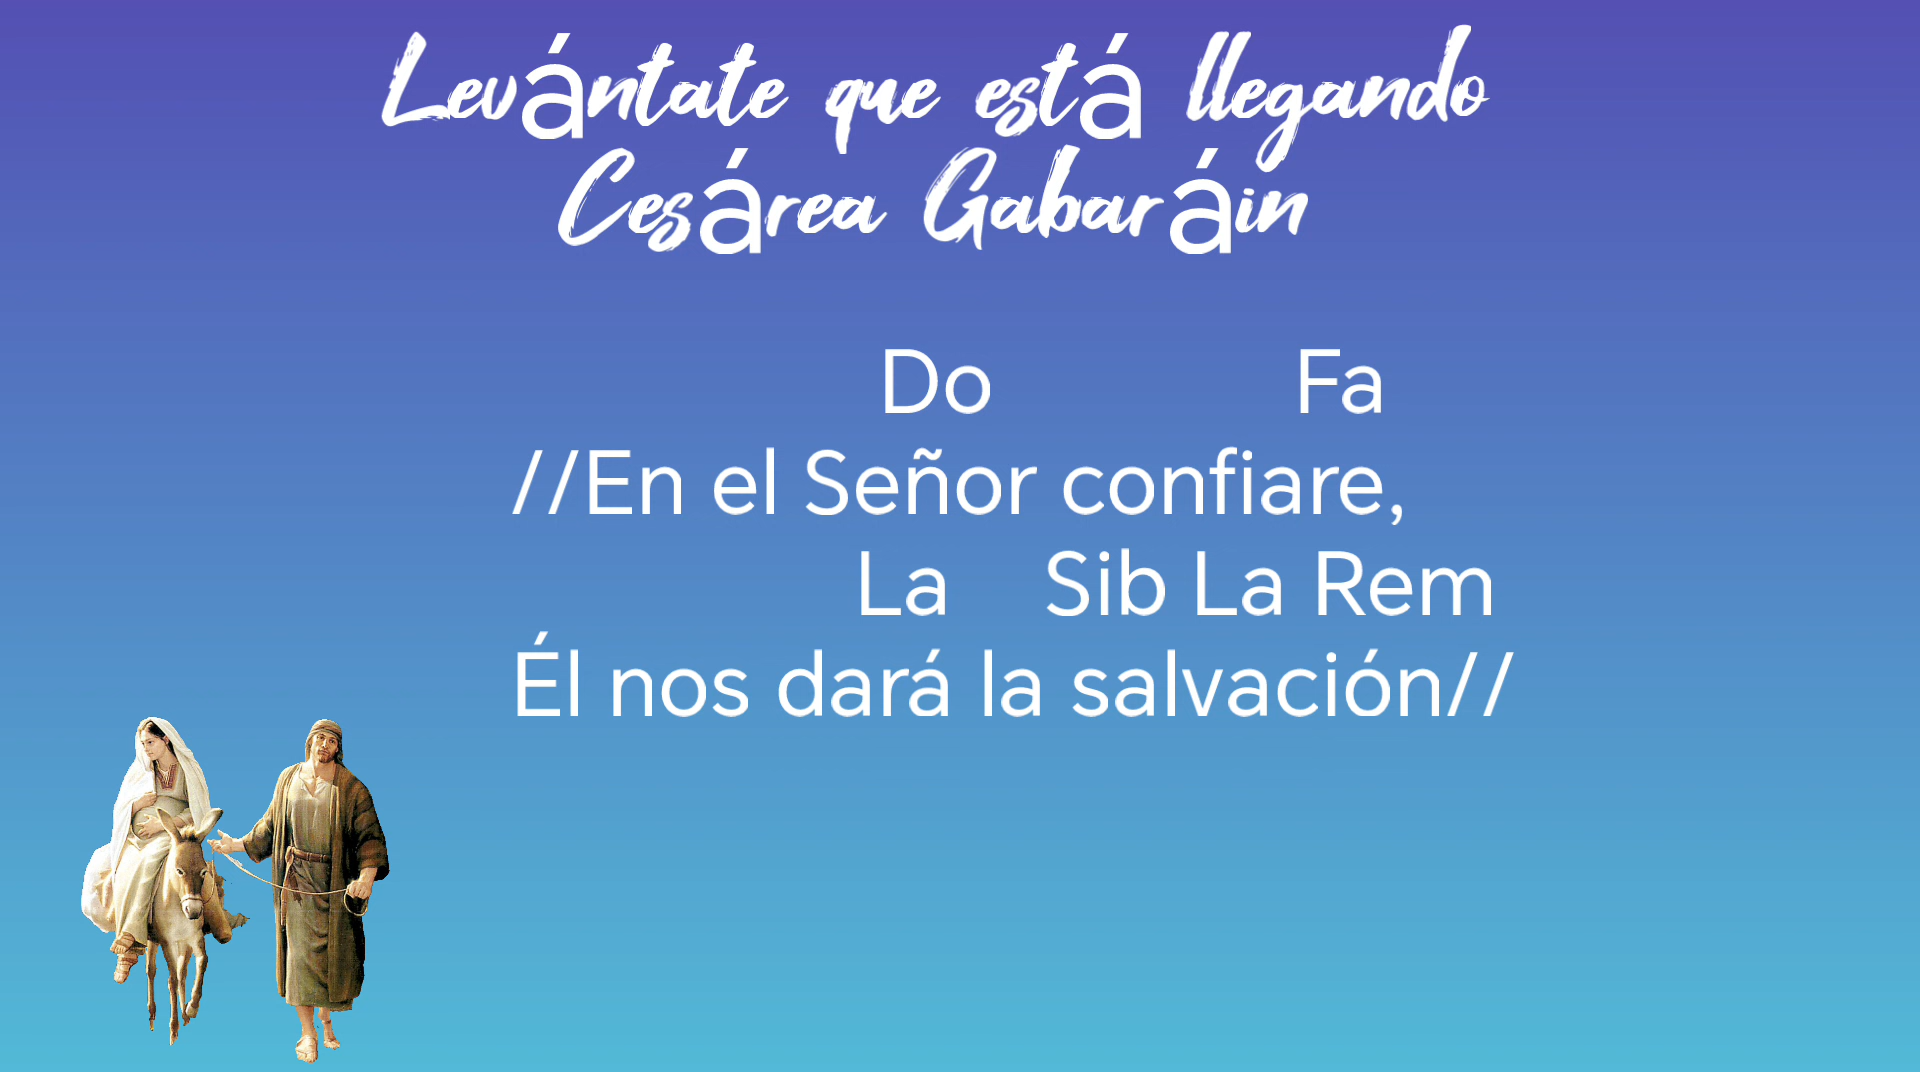 Levántate que está llegando
Cesárea Gabaráin
Do Fa
//En el Señor confiare,
La Sib La Rem
Él nos dará la salvación//